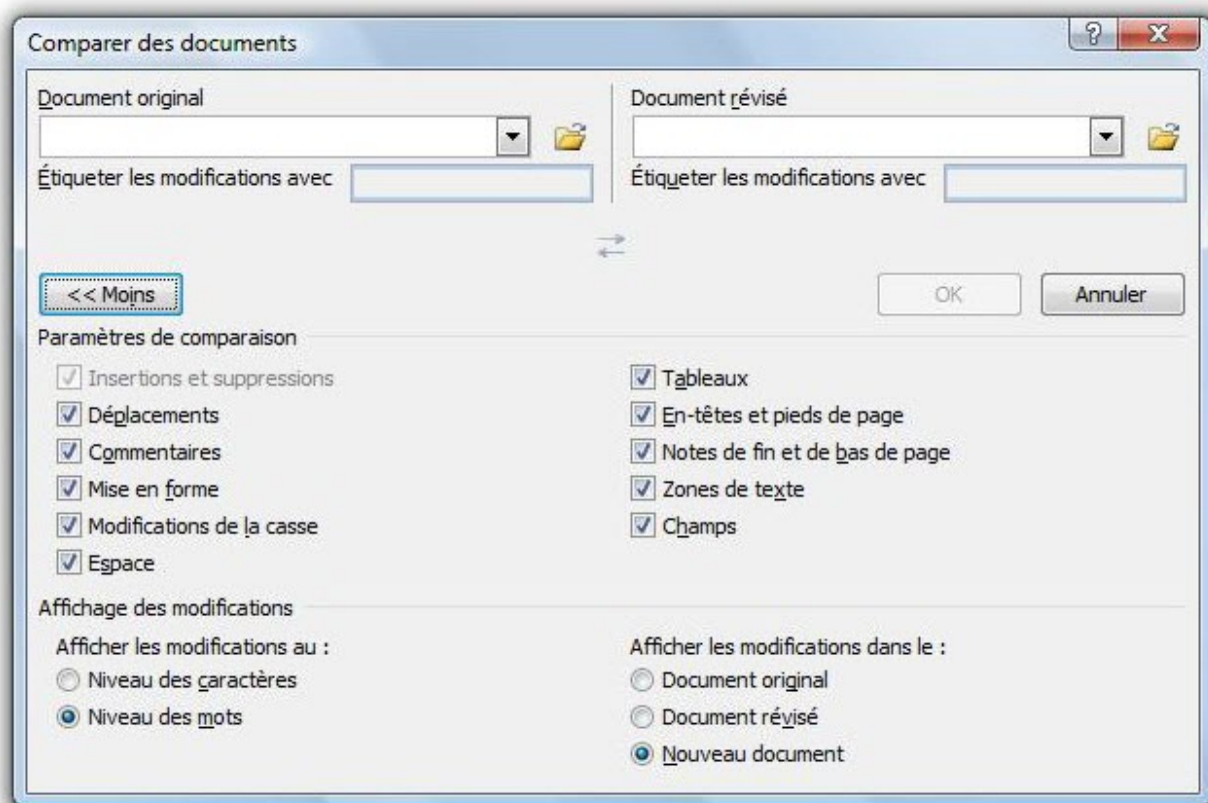 Comparer des documents
Document original
Document révisé
Étiqueter les modifications avec
Étiqueter les modifications avec
<< Moins
OK
Annuler
Paramètres de comparaison
Insertions et suppressions
Déplacements
Commentaires
Mise en forme
Modifications de la casse
Espace
Tableaux
En-têtes et pieds de page
Notes de fin et de bas de page
Zones de texte
Champs
Affichage des modifications
Afficher les modifications au :
Niveau des caractères
Niveau des mots
Afficher les modifications dans le :
Document original
Document révisé
Nouveau document